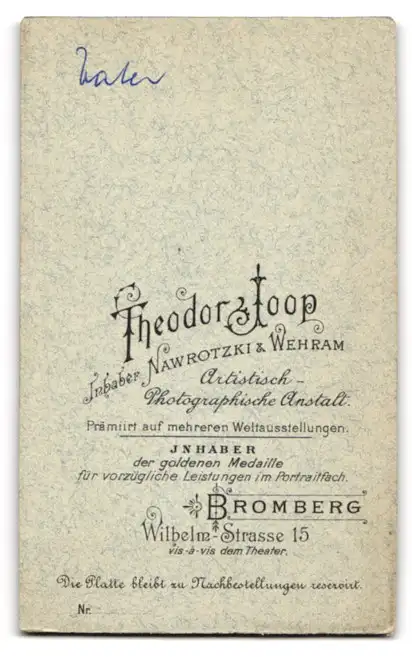 Vater
Theodor Joop
Inhaber NAWROTZKI & WEHRAM
Artistisch-
Photographische Anstalt.
Prämiirt auf mehreren Weltausstellungen.
JNHABER
der goldenen Medaille
für vorzügliche Leistungen im Portraitfach.
BROMBERG
Wilhelm-Strasse 15
vis-à-vis dem Theater.
Die Platte bleibt zu Nachbestellungen reservirt.
Nr.